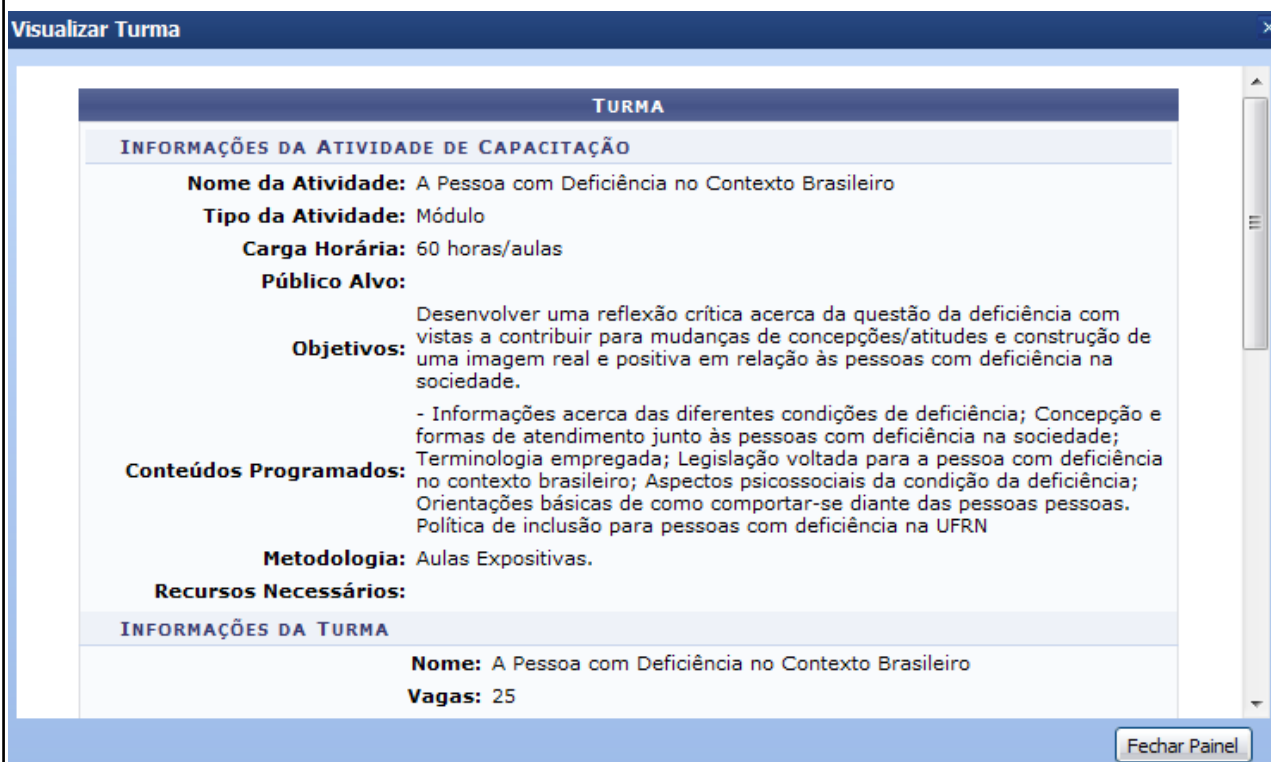 Visualizar Turma
TURMA
INFORMAÇÕES DA ATIVIDADE DE CAPACITAÇÃO
Nome da Atividade: A Pessoa com Deficiência no Contexto Brasileiro
Tipo da Atividade: Módulo
Carga Horária: 60 horas/aulas
Público Alvo:
Objetivos: Desenvolver uma reflexão crítica acerca da questão da deficiência com
vistas a contribuir para mudanças de concepções/atitudes e construção de
uma imagem real e positiva em relação às pessoas com deficiência na
sociedade.
Conteúdos Programados: - Informações acerca das diferentes condições de deficiência; Concepção e
formas de atendimento junto às pessoas com deficiência na sociedade;
Terminologia empregada; Legislação voltada para a pessoa com deficiência
no contexto brasileiro; Aspectos psicossociais da condição da deficiência;
Orientações básicas de como comportar-se diante das pessoas pessoas.
Política de inclusão para pessoas com deficiência na UFRN
Metodologia: Aulas Expositivas.
Recursos Necessários:
INFORMAÇÕES DA TURMA
Nome: A Pessoa com Deficiência no Contexto Brasileiro
Vagas: 25
Fechar Painel